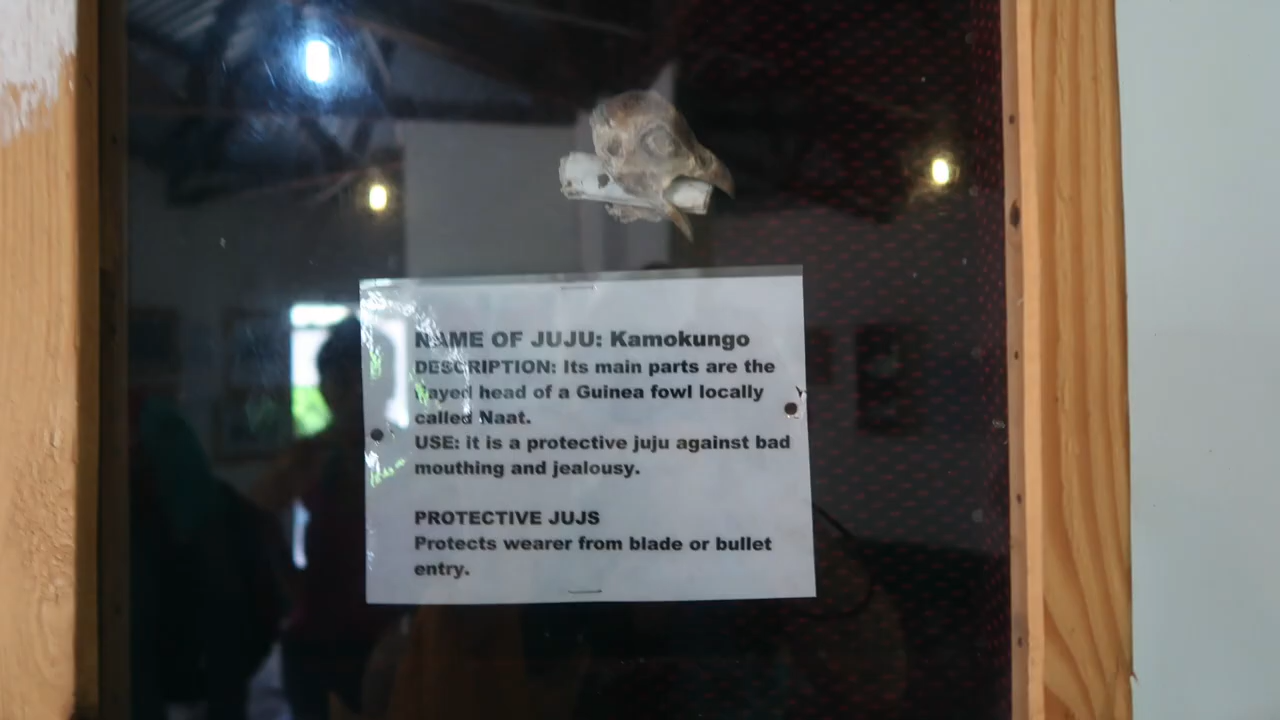 NAME OF JUJU: Kamokungo
DESCRIPTION: Its main parts are the
head of a Guinea fowl locally
called Naat.
USE: it is a protective juju against bad
mouthing and jealousy.
PROTECTIVE JUJS
Protects wearer from blade or bullet
entry.